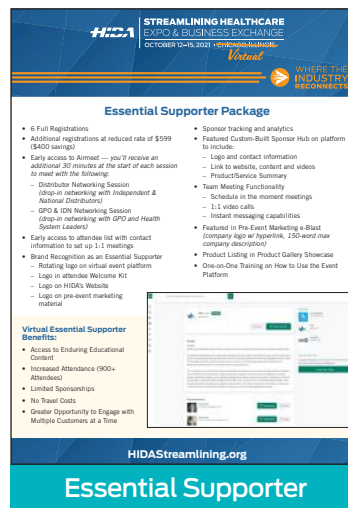 HIDA
STREAMLINING HEALTHCARE
EXPO & BUSINESS EXCHANGE
OCTOBER 12–15, 2021 • CHICAGO, ILLINOIS
Virtual
WHERE THE
INDUSTRY
RECONNECTS
Essential Supporter Package
• 6 Full Registrations
• Additional registrations at reduced rate of $599
($400 savings)
• Early access to Airmeet — you'll receive an
additional 30 minutes at the start of each session
to meet with the following:
– Distributor Networking Session
(drop-in networking with Independent &
National Distributors)
– GPO & IDN Networking Session
(drop-in networking with GPO and Health
System Leaders)
• Early access to attendee list with contact
information to set up 1:1 meetings
• Brand Recognition as an Essential Supporter
– Rotating logo on virtual event platform
– Logo in attendee Welcome Kit
– Logo on HIDA's Website
– Logo on pre-event marketing
material
• Sponsor tracking and analytics
• Featured Custom-Built Sponsor Hub on platform
to include:
– Logo and contact information
– Link to website, content and videos
– Product/Service Summary
• Team Meeting Functionality
– Schedule in the moment meetings
– 1:1 video calls
– Instant messaging capabilities
• Featured in Pre-Event Marketing e-Blast
(company logo w/ hyperlink, 150-word max
company description)
• Product Listing in Product Gallery Showcase
• One-on-One Training on How to Use the Event
Platform
Virtual Essential Supporter
Benefits:
• Access to Enduring Educational
Content
• Increased Attendance (900+
Attendees)
• Limited Sponsorships
• No Travel Costs
• Greater Opportunity to Engage with
Multiple Customers at a Time
HIDAStreamlining.org
Essential Supporter